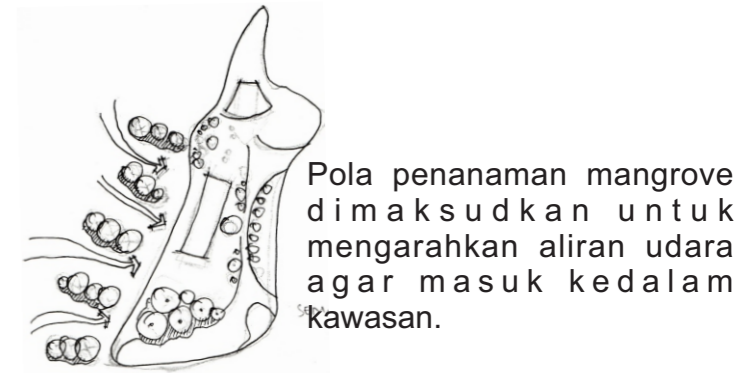 Pola penanaman mangrove
dimaksudkan untuk
mengarahkan aliran udara
agar masuk kedalam
kawasan.